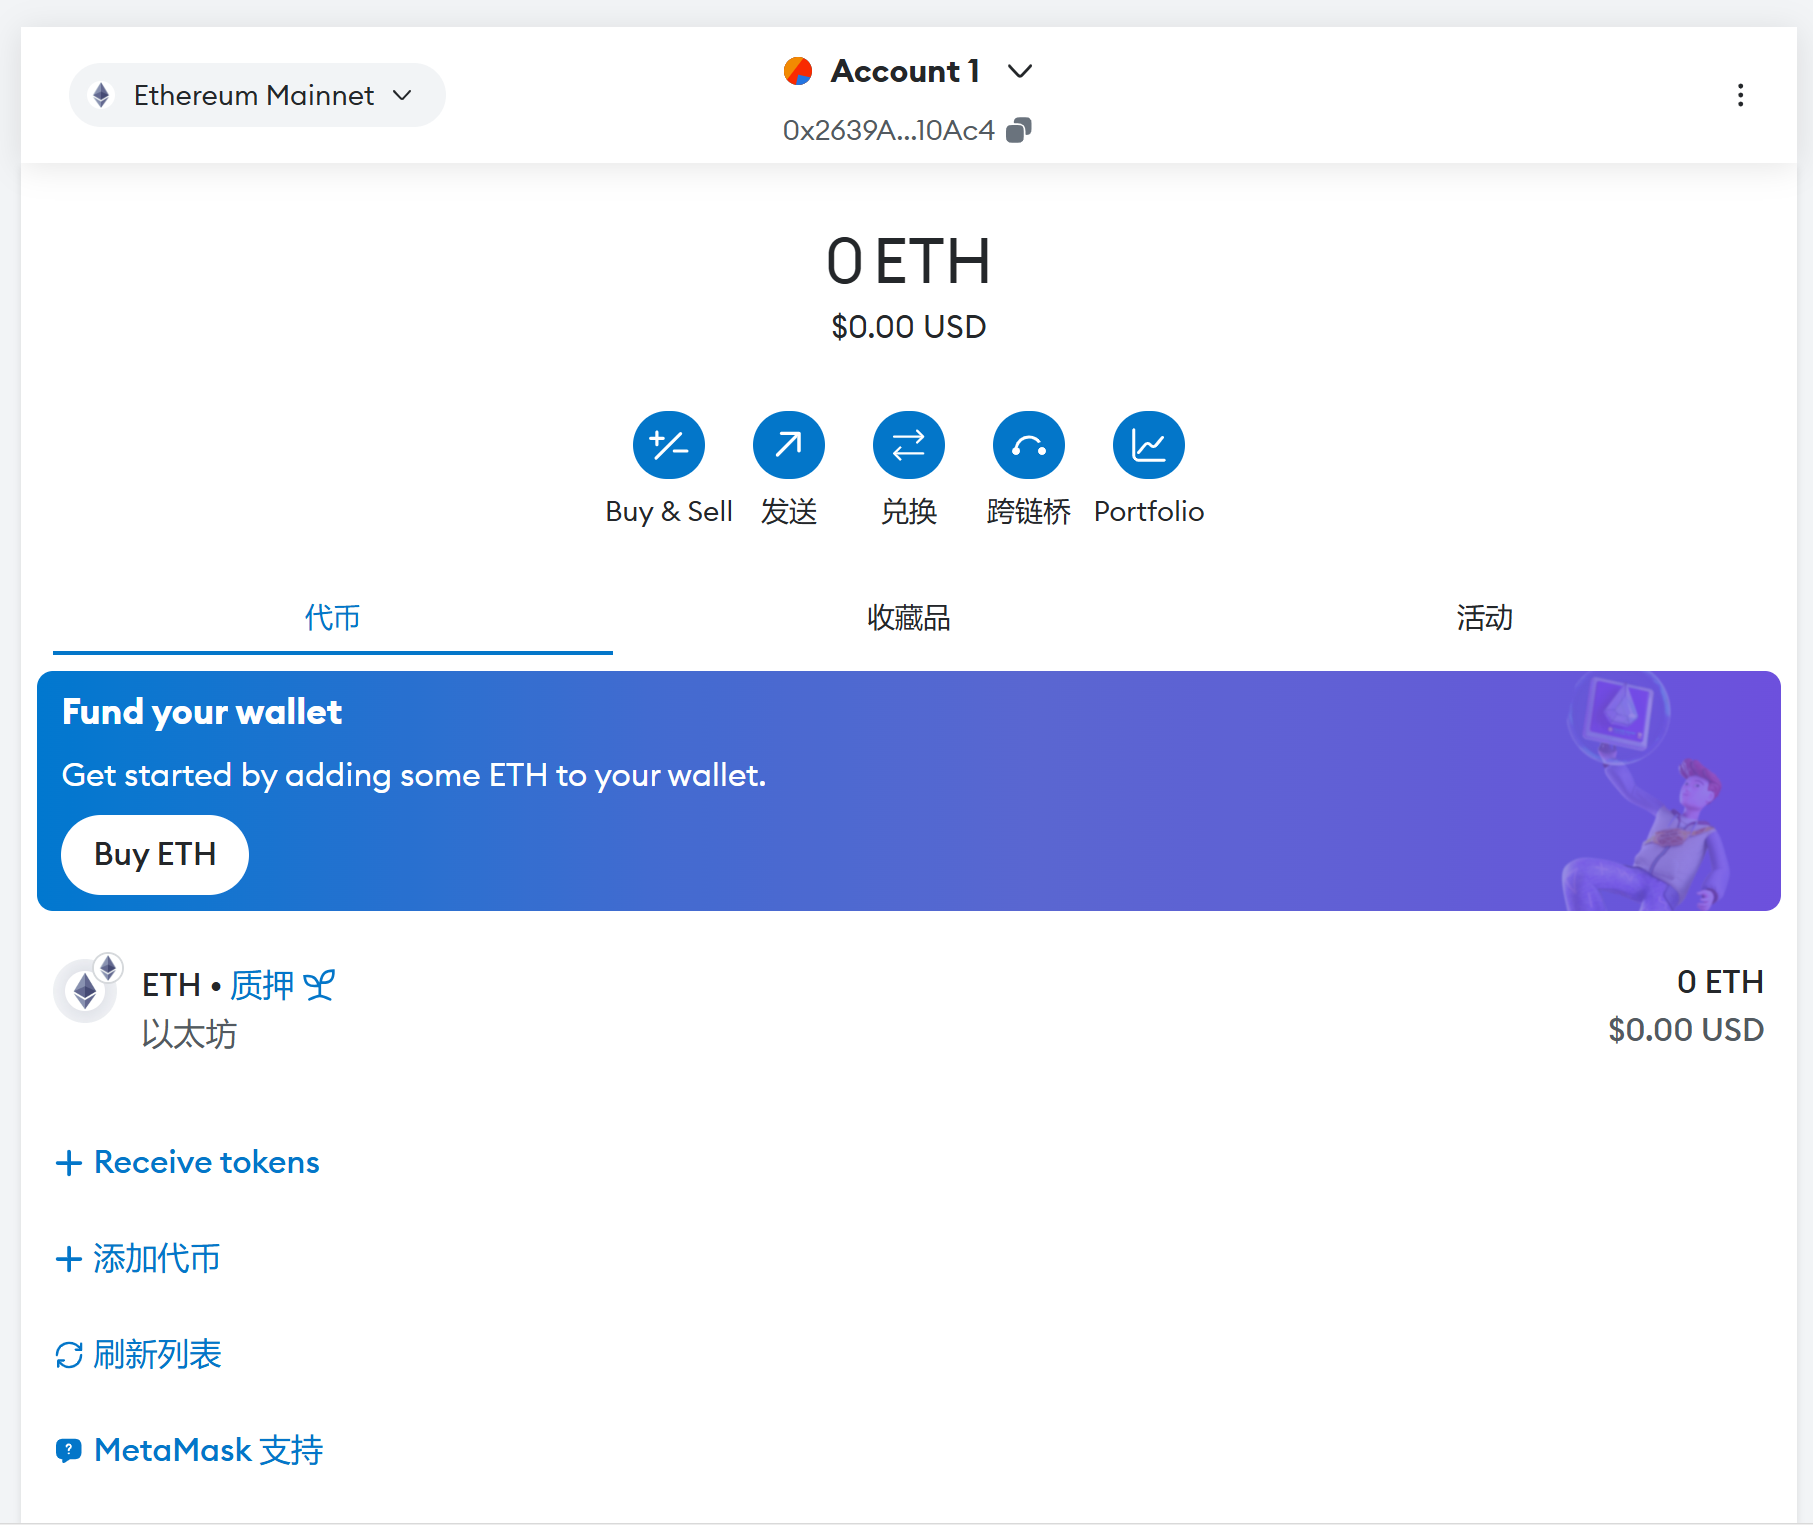 Ethereum Mainnet
Account 1
0x2639A...10Ac4
0 ETH
$0.00 USD
Buy & Sell
发送
兑换
跨链桥
Portfolio
代币
收藏品
活动
Fund your wallet
Get started by adding some ETH to your wallet.
Buy ETH
ETH • 质押
0 ETH
以太坊
$0.00 USD
Receive tokens
添加代币
刷新列表
MetaMask 支持